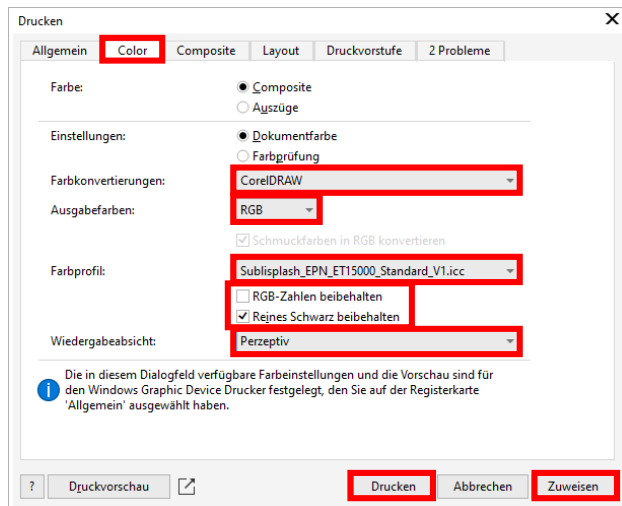 Drucken
Allgemein Color Composite Layout Druckvorstufe 2 Probleme
Farbe: Composite
Auszüge
Einstellungen: Dokumentfarbe
Farbprüfung
Farbkonvertierungen: CorelDRAW
Ausgabefarben: RGB
Schmuckfarben in RGB konvertieren
Farbprofil: Sublisplash_EPN_ET15000_Standard_V1.icc
RGB-Zahlen beibehalten
Reines Schwarz beibehalten
Wiedergabeabsicht: Perzeptiv
Die in diesem Dialogfeld verfügbare Farbeinstellungen und die Vorschau sind für
den Windows Graphic Device Drucker festgelegt, den Sie auf der Registerkarte
'Allgemein' ausgewählt haben.
? Druckvorschau Drucken Abbrechen Zuweisen